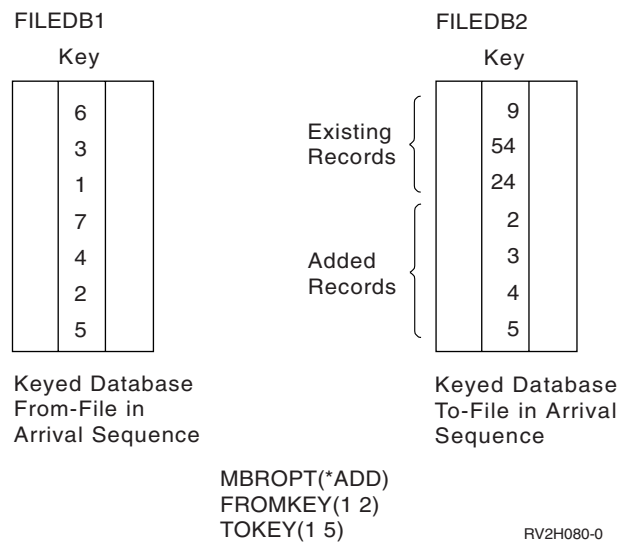 FILEDB1
Key
6
3
1
7
4
2
5
Keyed Database
From-File in
Arrival Sequence
FILEDB2
Key
Existing
Records
9
54
24
Added
Records
2
3
4
5
Keyed Database
To-File in Arrival
Sequence
MBROPT(*ADD)
FROMKEY(1 2)
TOKEY(1 5)
RV2H080-0